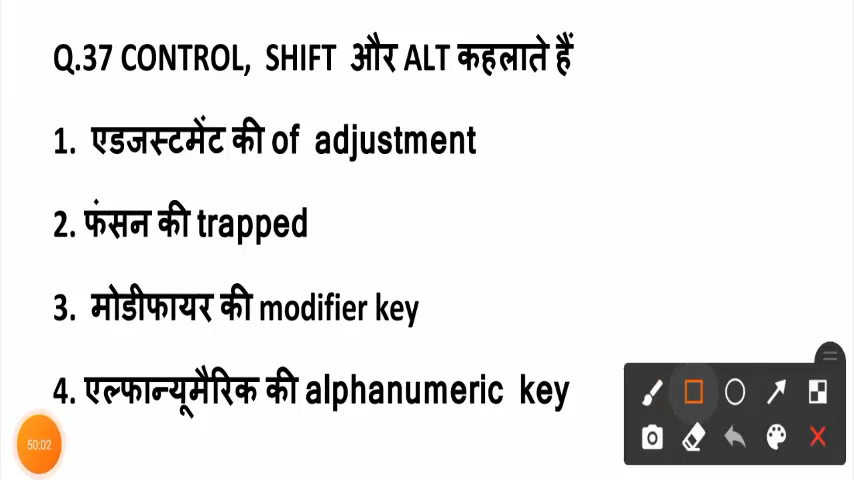 Q.37 CONTROL, SHIFT और ALT कहलाते हैं
1. एडजस्टमेंट की of adjustment
2. फंसन की trapped
3. मोडीफायर की modifier key
4. एल्फान्यूमैरिक की alphanumeric key
50:02